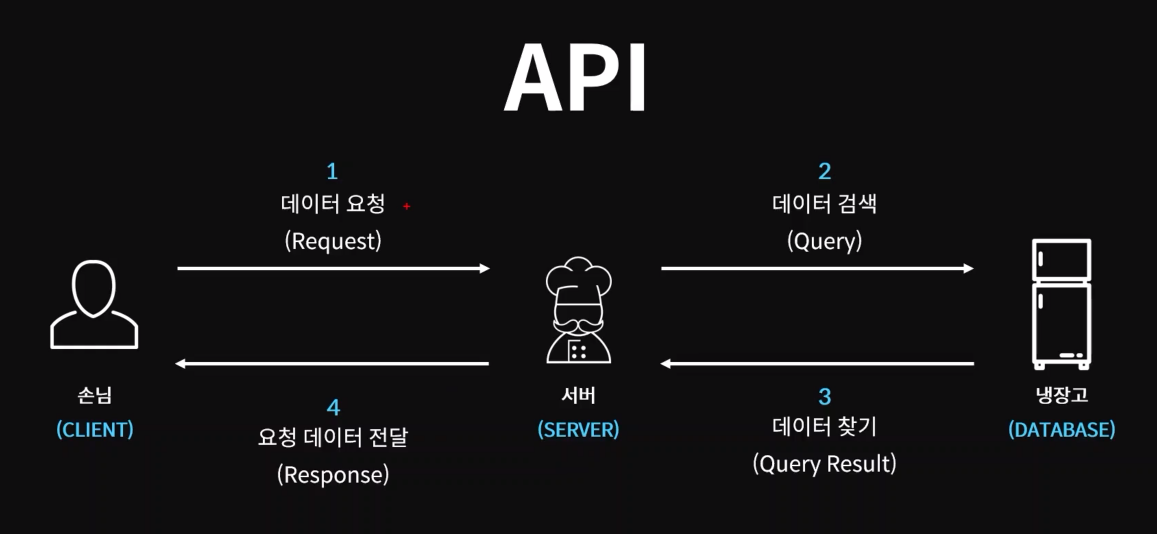 API
1
데이터 요청
(Request)
2
데이터 검색
(Query)
손님
(CLIENT)
서버
(SERVER)
냉장고
(DATABASE)
3
데이터 찾기
(Query Result)
4
요청 데이터 전달
(Response)